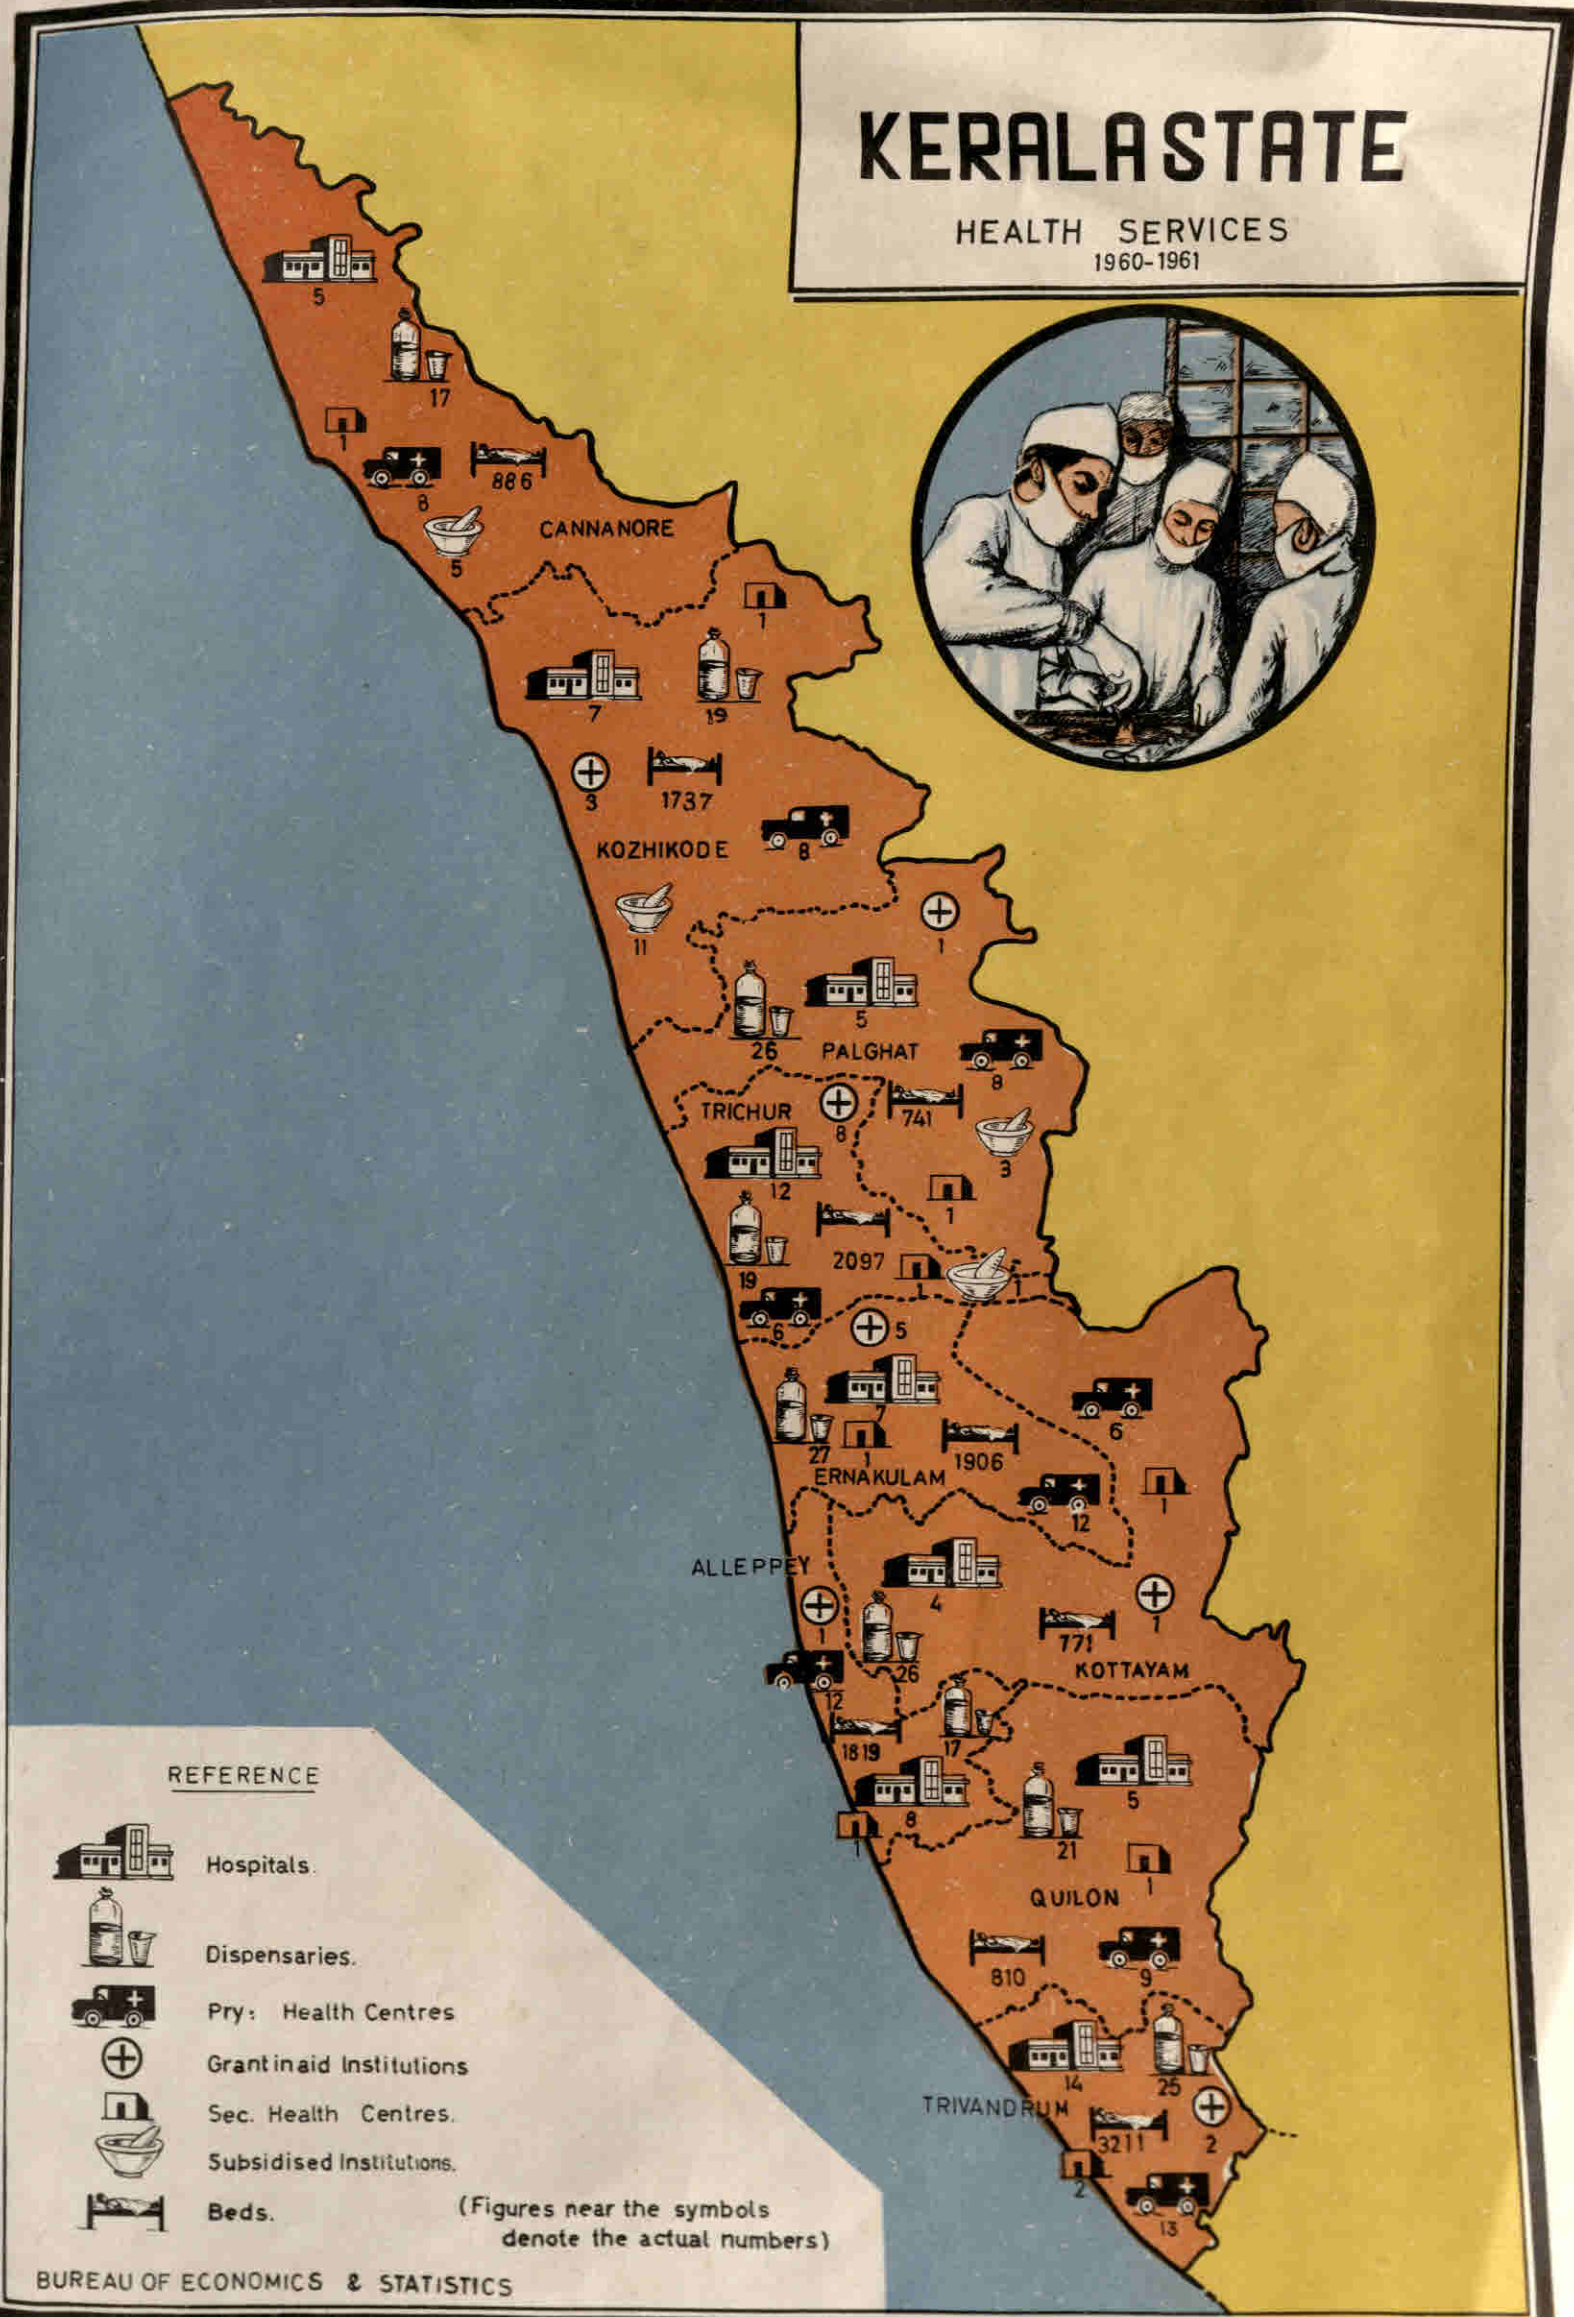 KERALA STATE
HEALTH SERVICES
1960-1961
5
17
1
886
8
CANNANORE
5
1
7
19
3
1737
KOZHIKODE
8
11
1
5
26
PALGHAT
8
TRICHUR
8
741
3
12
1
2097
19
1
1
6
5
7
6
27
1
1906
ERNAKULAM
1
12
ALLEPPEY
4
1
1
771
26
KOTTAYAM
12
1819
17
5
8
1
21
1
QUILON
810
9
14
25
TRIVANDRUM
3211
2
2
13
REFERENCE
Hospitals.
Dispensaries.
Pry: Health Centres
Grant in aid Institutions
Sec. Health Centres.
Subsidised Institutions.
Beds.
(Figures near the symbols
denote the actual numbers)
BUREAU OF ECONOMICS & STATISTICS